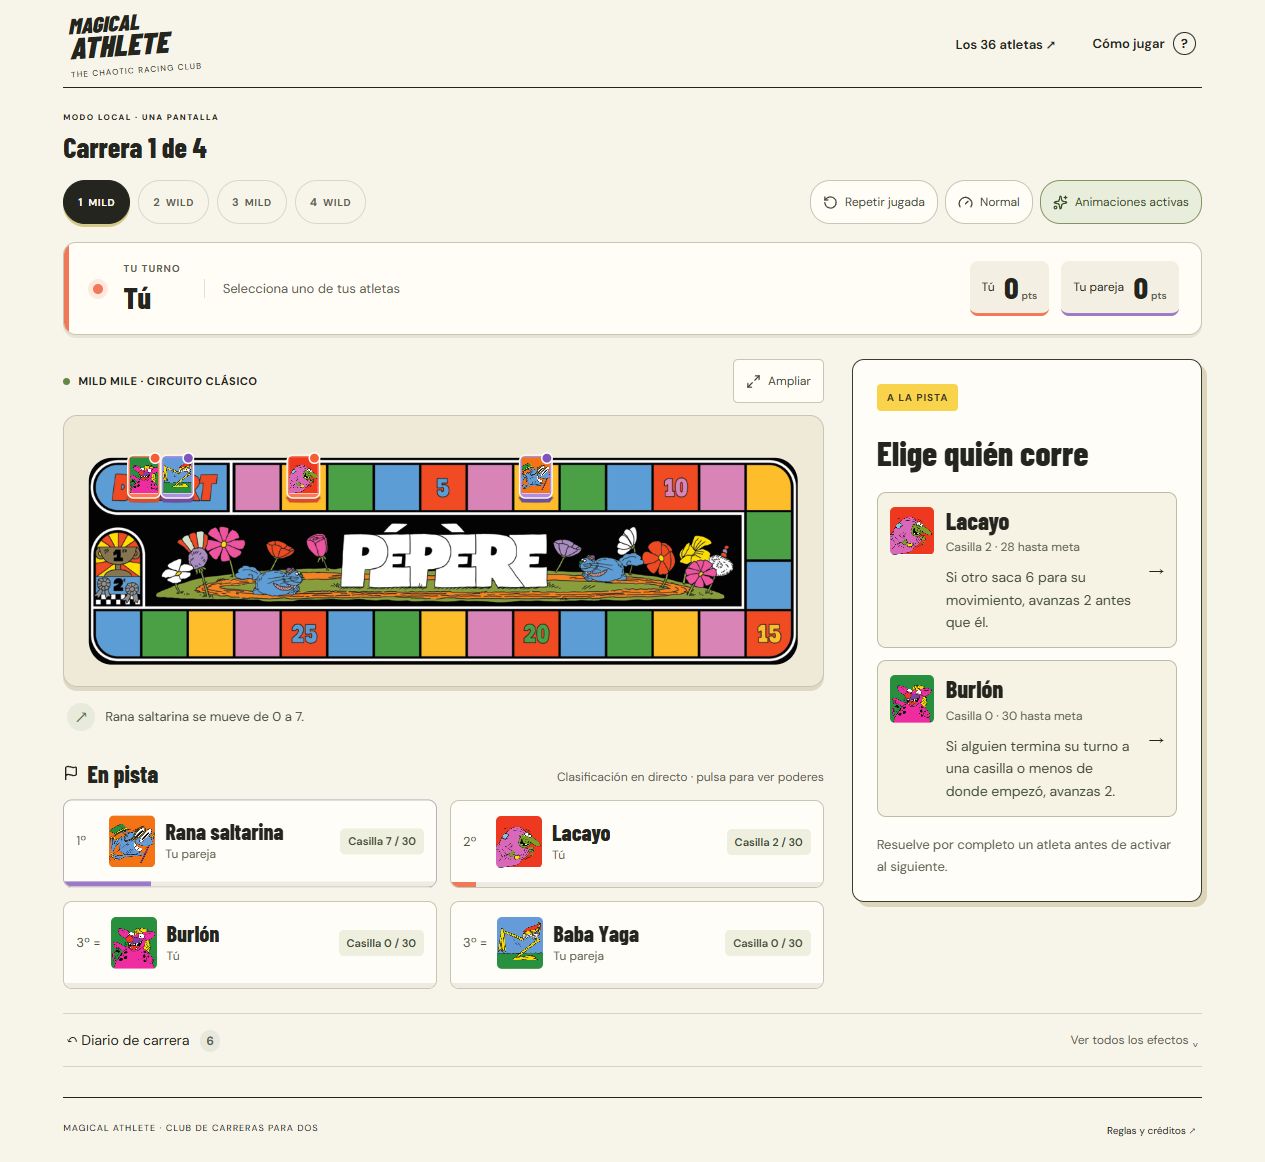 MAGICAL
ATHLETE
THE CHAOTIC RACING CLUB
Los 36 atletas ↗
Cómo jugar ?
MODO LOCAL · UNA PANTALLA
Carrera 1 de 4
1 MILD
2 WILD
3 MILD
4 WILD
Repetir jugada
Normal
Animaciones activas
TU TURNO
Tú
Selecciona uno de tus atletas
Tú 0 pts
Tu pareja 0 pts
MILD MILE · CIRCUITO CLÁSICO
Ampliar
5
10
PÉPÈRE
1
2
25
20
15
↗ Rana saltarina se mueve de 0 a 7.
En pista
Clasificación en directo · pulsa para ver poderes
1º
Rana saltarina
Tu pareja
Casilla 7 / 30
2º
Lacayo
Tú
Casilla 2 / 30
3º =
Burlón
Tú
Casilla 0 / 30
3º =
Baba Yaga
Tu pareja
Casilla 0 / 30
A LA PISTA
Elige quién corre
Lacayo
Casilla 2 · 28 hasta meta
Si otro saca 6 para su
movimiento, avanzas 2 antes
que él.
→
Burlón
Casilla 0 · 30 hasta meta
Si alguien termina su turno a
una casilla o menos de
donde empezó, avanzas 2.
→
Resuelve por completo un atleta antes de activar
al siguiente.
Diario de carrera 6
Ver todos los efectos
MAGICAL ATHLETE · CLUB DE CARRERAS PARA DOS
Reglas y créditos ↗